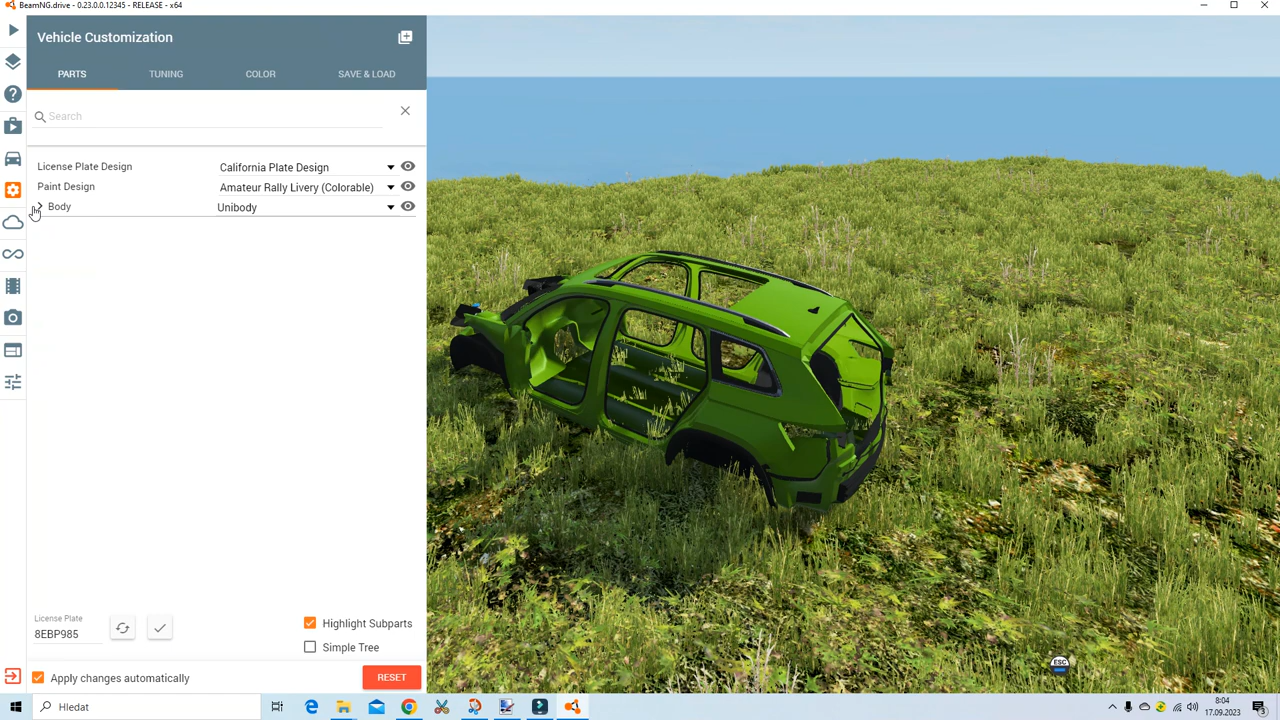 BeamNG.drive - 0.23.0.0.12345 - RELEASE - x64
Vehicle Customization
PARTS TUNING COLOR SAVE & LOAD
Search
License Plate Design California Plate Design
Paint Design Amateur Rally Livery (Colorable)
Body Unibody
License Plate
8EBP985
Highlight Subparts
Simple Tree
Apply changes automatically RESET
ESC
Hledat
8:04
17.09.2023
3